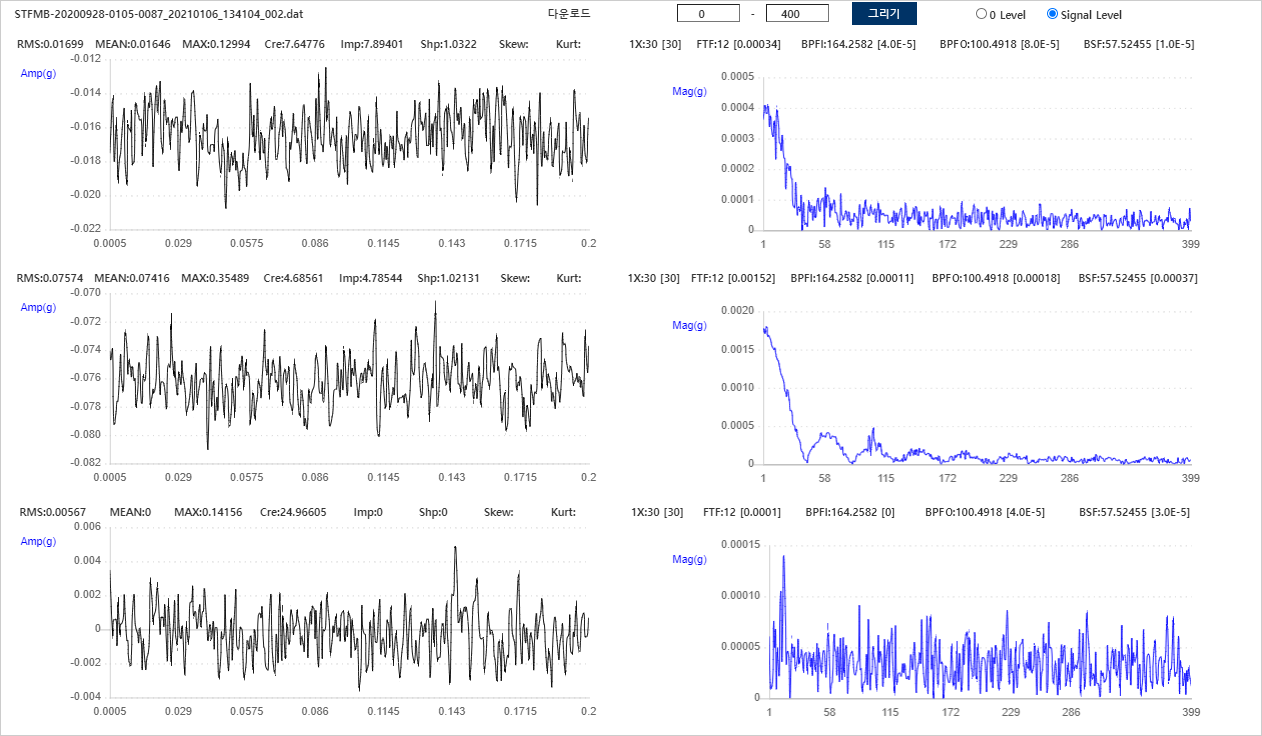 STFMB-20200928-0105-0087_20210106_134104_002.dat 다운로드 0 - 400 그리기 0 Level Signal Level
RMS:0.01699 MEAN:0.01646 MAX:0.12994 Cre:7.64776 Imp:7.89401 Shp:1.0322 Skew: Kurt: 1X:30 [30] FTF:12 [0.00034] BPFI:164.2582 [4.0E-5] BPFO:100.4918 [8.0E-5] BSF:57.52455 [1.0E-5]
Amp(g)
-0.012
-0.014
-0.016
-0.018
-0.020
-0.022
0.0005 0.029 0.0575 0.086 0.1145 0.143 0.1715 0.2
Mag(g)
0.0005
0.0004
0.0003
0.0002
0.0001
0
1 58 115 172 229 286 399
RMS:0.07574 MEAN:0.07416 MAX:0.35489 Cre:4.68561 Imp:4.78544 Shp:1.02131 Skew: Kurt: 1X:30 [30] FTF:12 [0.00152] BPFI:164.2582 [0.00011] BPFO:100.4918 [0.00018] BSF:57.52455 [0.00037]
Amp(g)
-0.070
-0.072
-0.074
-0.076
-0.078
-0.080
-0.082
0.0005 0.029 0.0575 0.086 0.1145 0.143 0.1715 0.2
Mag(g)
0.0020
0.0015
0.0010
0.0005
0
1 58 115 172 229 286 399
RMS:0.00567 MEAN:0 MAX:0.14156 Cre:24.96605 Imp:0 Shp:0 Skew: Kurt: 1X:30 [30] FTF:12 [0.0001] BPFI:164.2582 [0] BPFO:100.4918 [4.0E-5] BSF:57.52455 [3.0E-5]
Amp(g)
0.006
0.004
0.002
0
-0.002
-0.004
0.0005 0.029 0.0575 0.086 0.1145 0.143 0.1715 0.2
Mag(g)
0.00015
0.00010
0.00005
0
1 58 115 172 229 286 399